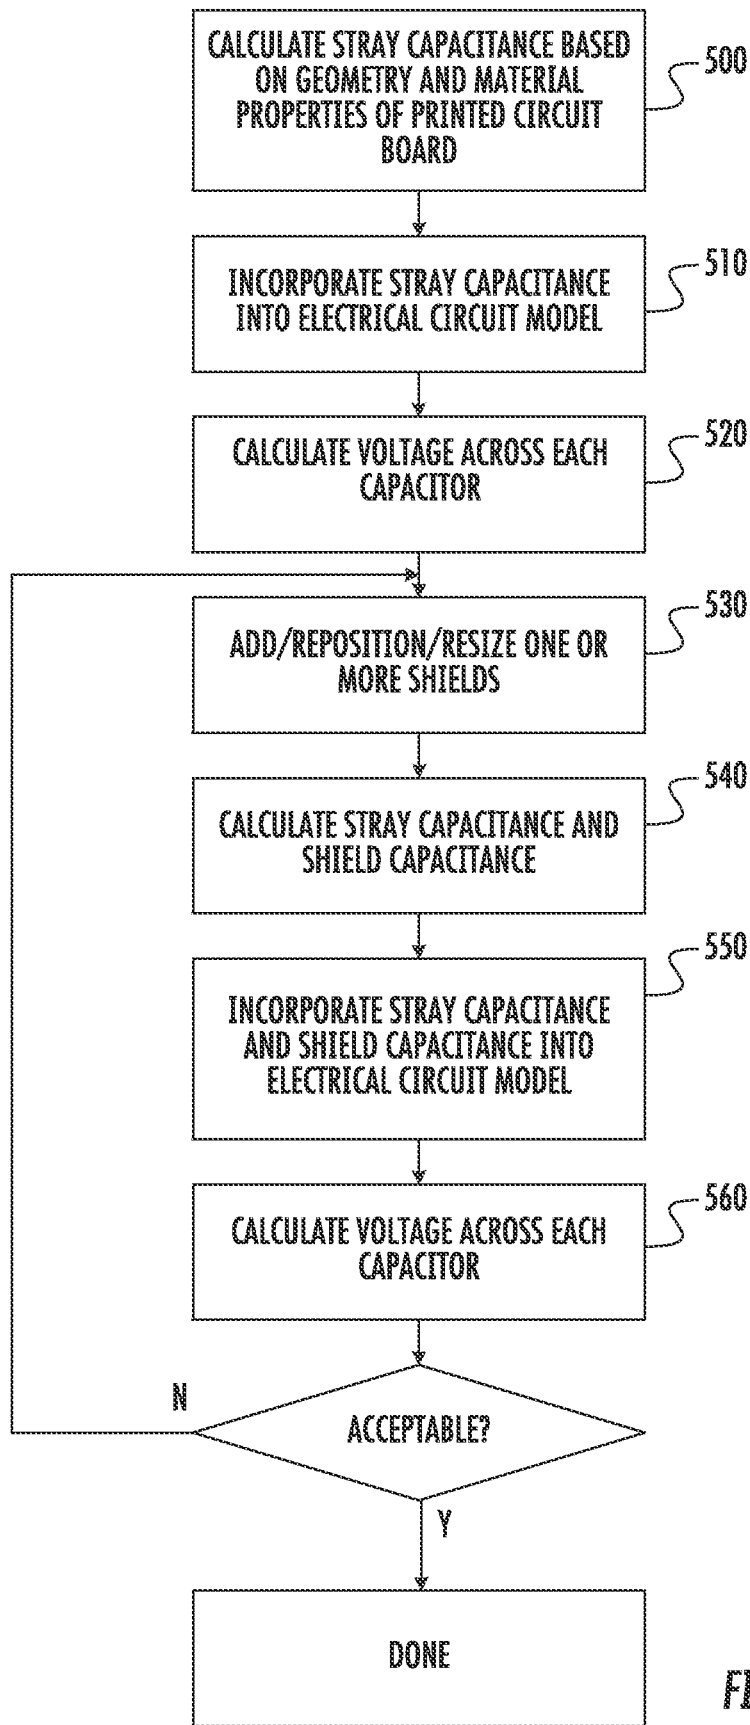 CALCULATE STRAY CAPACITANCE BASED
ON GEOMETRY AND MATERIAL
PROPERTIES OF PRINTED CIRCUIT
BOARD
500
INCORPORATE STRAY CAPACITANCE
INTO ELECTRICAL CIRCUIT MODEL
510
CALCULATE VOLTAGE ACROSS EACH
CAPACITOR
520
ADD/REPOSITION/RESIZE ONE OR
MORE SHIELDS
530
CALCULATE STRAY CAPACITANCE AND
SHIELD CAPACITANCE
540
INCORPORATE STRAY CAPACITANCE
AND SHIELD CAPACITANCE INTO
ELECTRICAL CIRCUIT MODEL
550
CALCULATE VOLTAGE ACROSS EACH
CAPACITOR
560
N
ACCEPTABLE?
Y
DONE